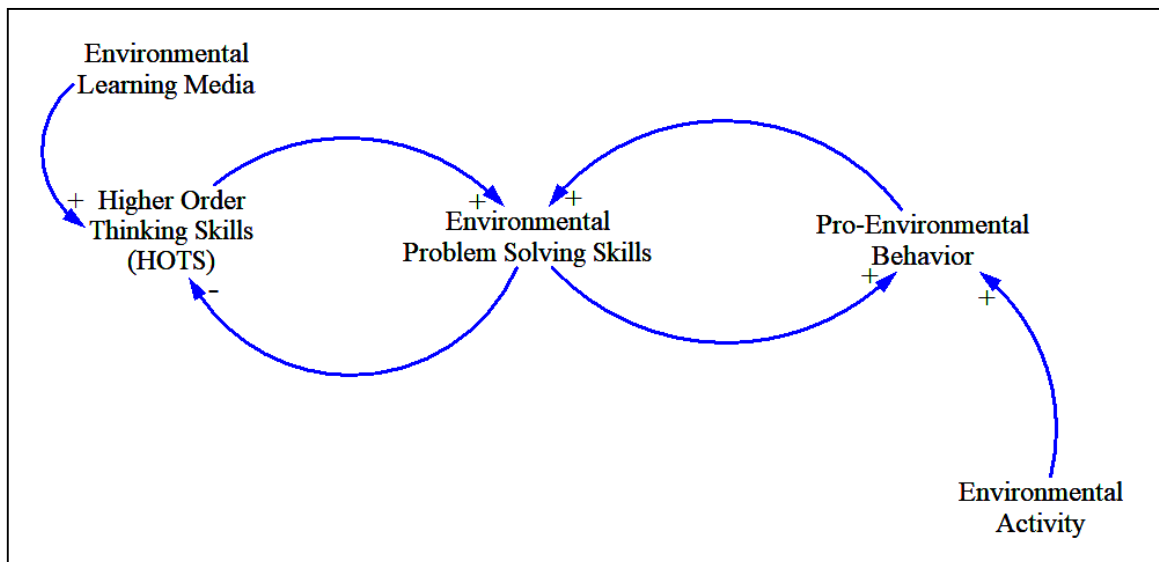 Environmental
Learning Media
+ Higher Order
Thinking Skills
(HOTS)
-
+
+
Environmental
Problem Solving Skills
Pro-Environmental
Behavior
+
+
Environmental
Activity